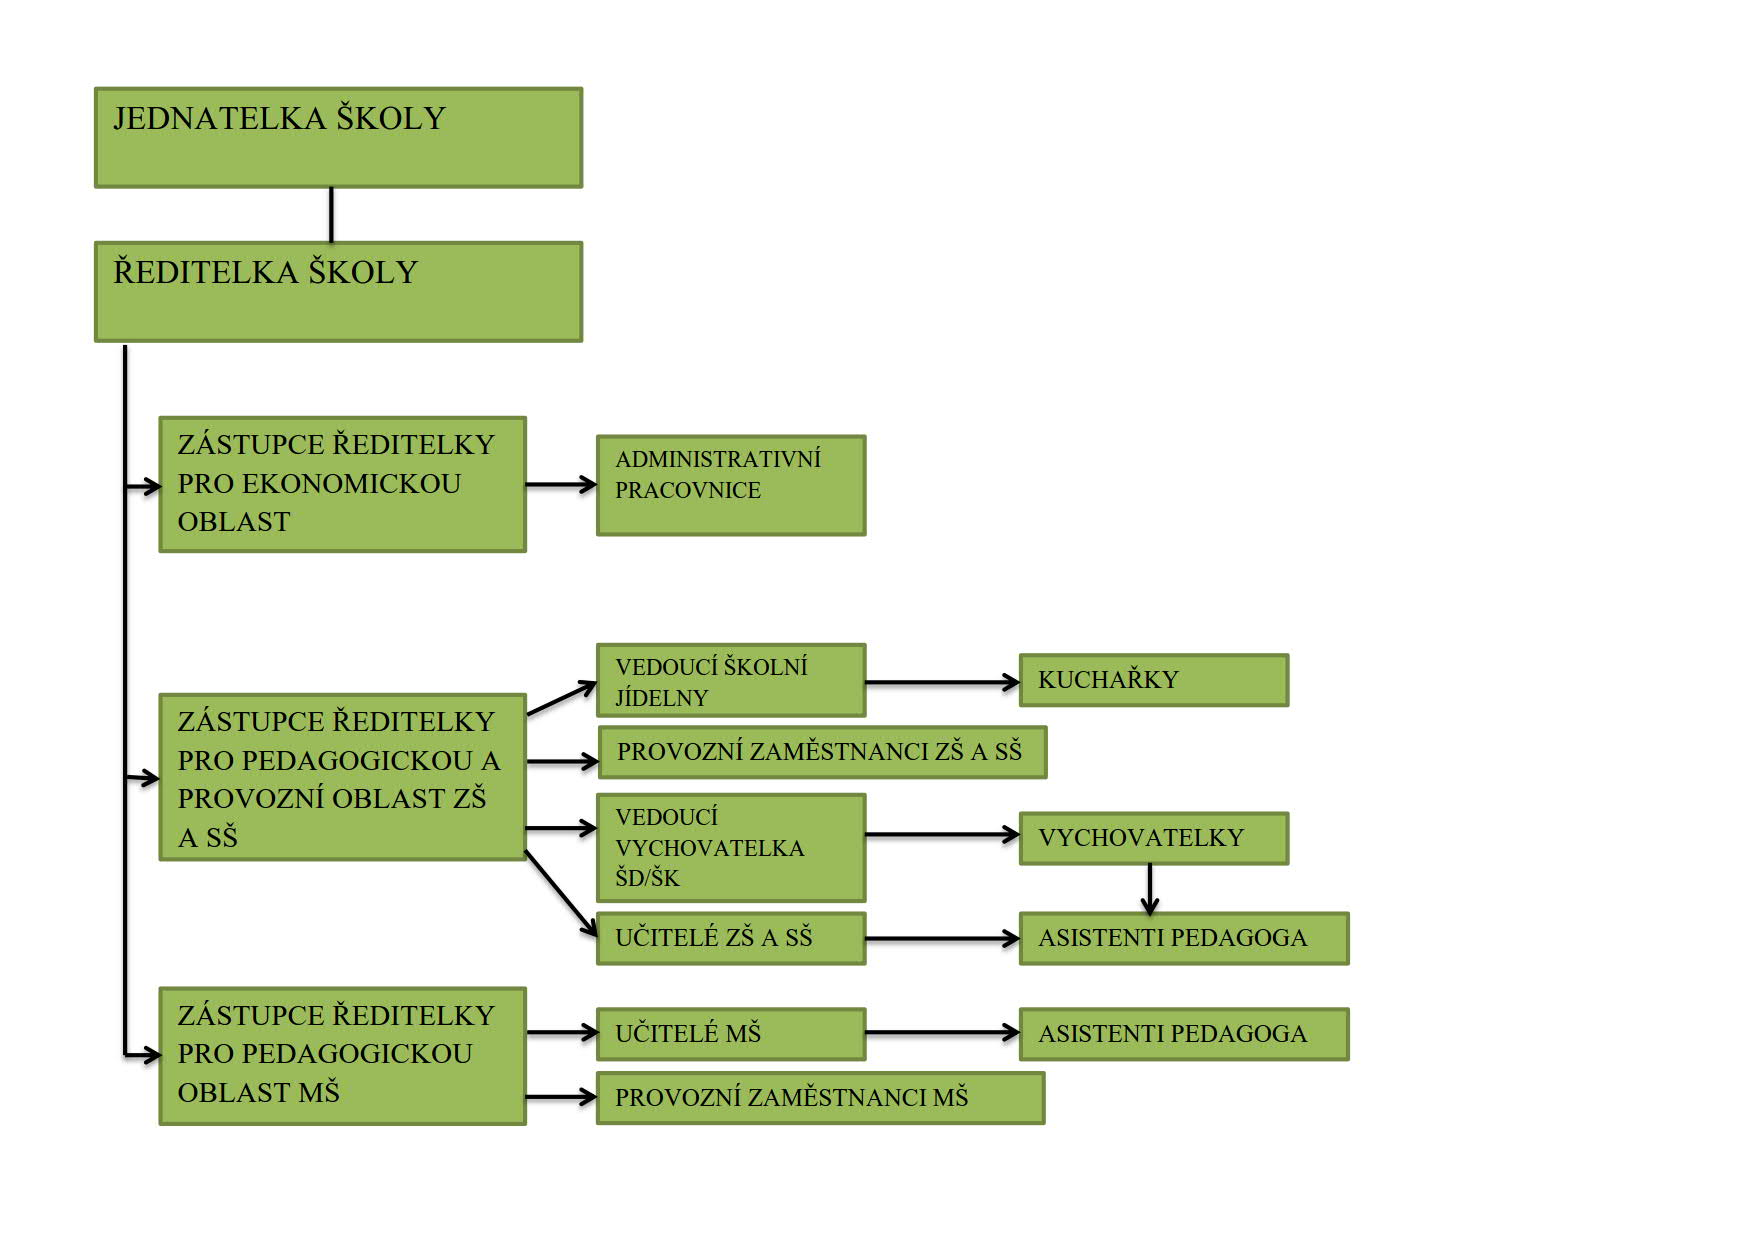 JEDNATELKA ŠKOLY
ŘEDITELKA ŠKOLY
ZÁSTUPCE ŘEDITELKY
PRO EKONOMICKOU
OBLAST
ADMINISTRATIVNÍ
PRACOVNICE
ZÁSTUPCE ŘEDITELKY
PRO PEDAGOGICKOU A
PROVOZNÍ OBLAST ZŠ
A SŠ
VEDOUCÍ ŠKOLNÍ
JÍDELNY
KUCHAŘKY
PROVOZNÍ ZAMĚSTNANCI ZŠ A SŠ
VEDOUCÍ
VYCHOVATELKA
ŠD/ŠK
VYCHOVATELKY
UČITELÉ ZŠ A SŠ
ASISTENTI PEDAGOGA
ZÁSTUPCE ŘEDITELKY
PRO PEDAGOGICKOU
OBLAST MŠ
UČITELÉ MŠ
ASISTENTI PEDAGOGA
PROVOZNÍ ZAMĚSTNANCI MŠ